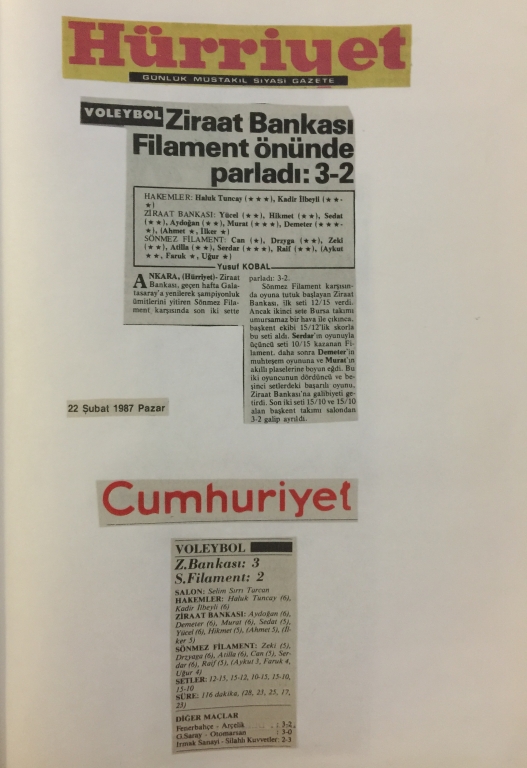 Hürriyet
GÜNLÜK MÜSTAKİL SİYASİ GAZETE
VOLEYBOL Ziraat Bankası
Filament önünde
parladı: 3-2
HAKEMLER: Haluk Tuncay (★★★), Kadir İlbeyli (★★-
★)
ZİRAAT BANKASI: Yücel (★★), Hikmet (★★), Sedat
(★★), Aydoğan (★★), Murat (★★★), Demeter (★★★-
★), (Ahmet ★, İlker ★)
SÖNMEZ FİLAMENT: Can (★), Drzyga (★★), Zeki
(★★), Atilla (★★), Serdar (★★★), Raif (★★), (Aykut
★★, Faruk ★, Uğur ★)
Yusuf KOBAL
ANKARA, (Hürriyet)- Ziraat
Bankası, geçen hafta Gala-
tasaray'a yenilerek şampiyonluk
ümitlerini yitiren Sönmez Fila-
ment karşısında son iki sette
parladı: 3-2.
Sönmez Filament karşısın-
da oyuna tutuk başlayan Ziraat
Bankası, ilk seti 12/15 verdi.
Ancak ikinci sete Bursa takımı
umursamaz bir hava ile çıkınca,
başkent ekibi 15/12'lik skorla
bu seti aldı. Serdar'ın oyunuyla
üçüncü seti 10/15 kazanan Fi-
lament, daha sonra Demeter'in
muhteşem oyununa ve Murat'ın
akıllı plaselerine boyun eğdi. Bu
iki oyuncunun dördüncü ve be-
şinci setlerdeki başarılı oyunu,
Ziraat Bankası'na galibiyeti ge-
tirdi. Son iki seti 15/10 ve 15/10
alan başkent takımı salondan
3-2 galip ayrıldı.
22 Şubat 1987 Pazar
Cumhuriyet
VOLEYBOL
Z.Bankası: 3
S.Filament: 2
SALON: Selim Sırrı Tarcan
HAKEMLER: Haluk Tuncay (6),
Kadir İlbeyli (6)
ZİRAAT BANKASI: Aydoğan (6),
Demeter (6), Murat (6), Sedat (5),
Yücel (6), Hikmet (5), (Ahmet 5), (İl-
ker 5)
SÖNMEZ FİLAMENT: Zeki (5),
Drzyaga (6), Atilla (6), Can (5), Ser-
dar (6), Raif (5), (Aykut 5, Faruk 4,
Uğur 4)
SETLER: 12-15, 15-12, 10-15, 15-10,
15-10
SÜRE: 116 dakika, (28, 23, 25, 17,
23)
DİĞER MAÇLAR
Fenerbahçe - Arçelik : 3-2
G.Saray - Otomarsan : 3-0
Irmak Sanayi - Silahlı Kuvvetler: 2-3